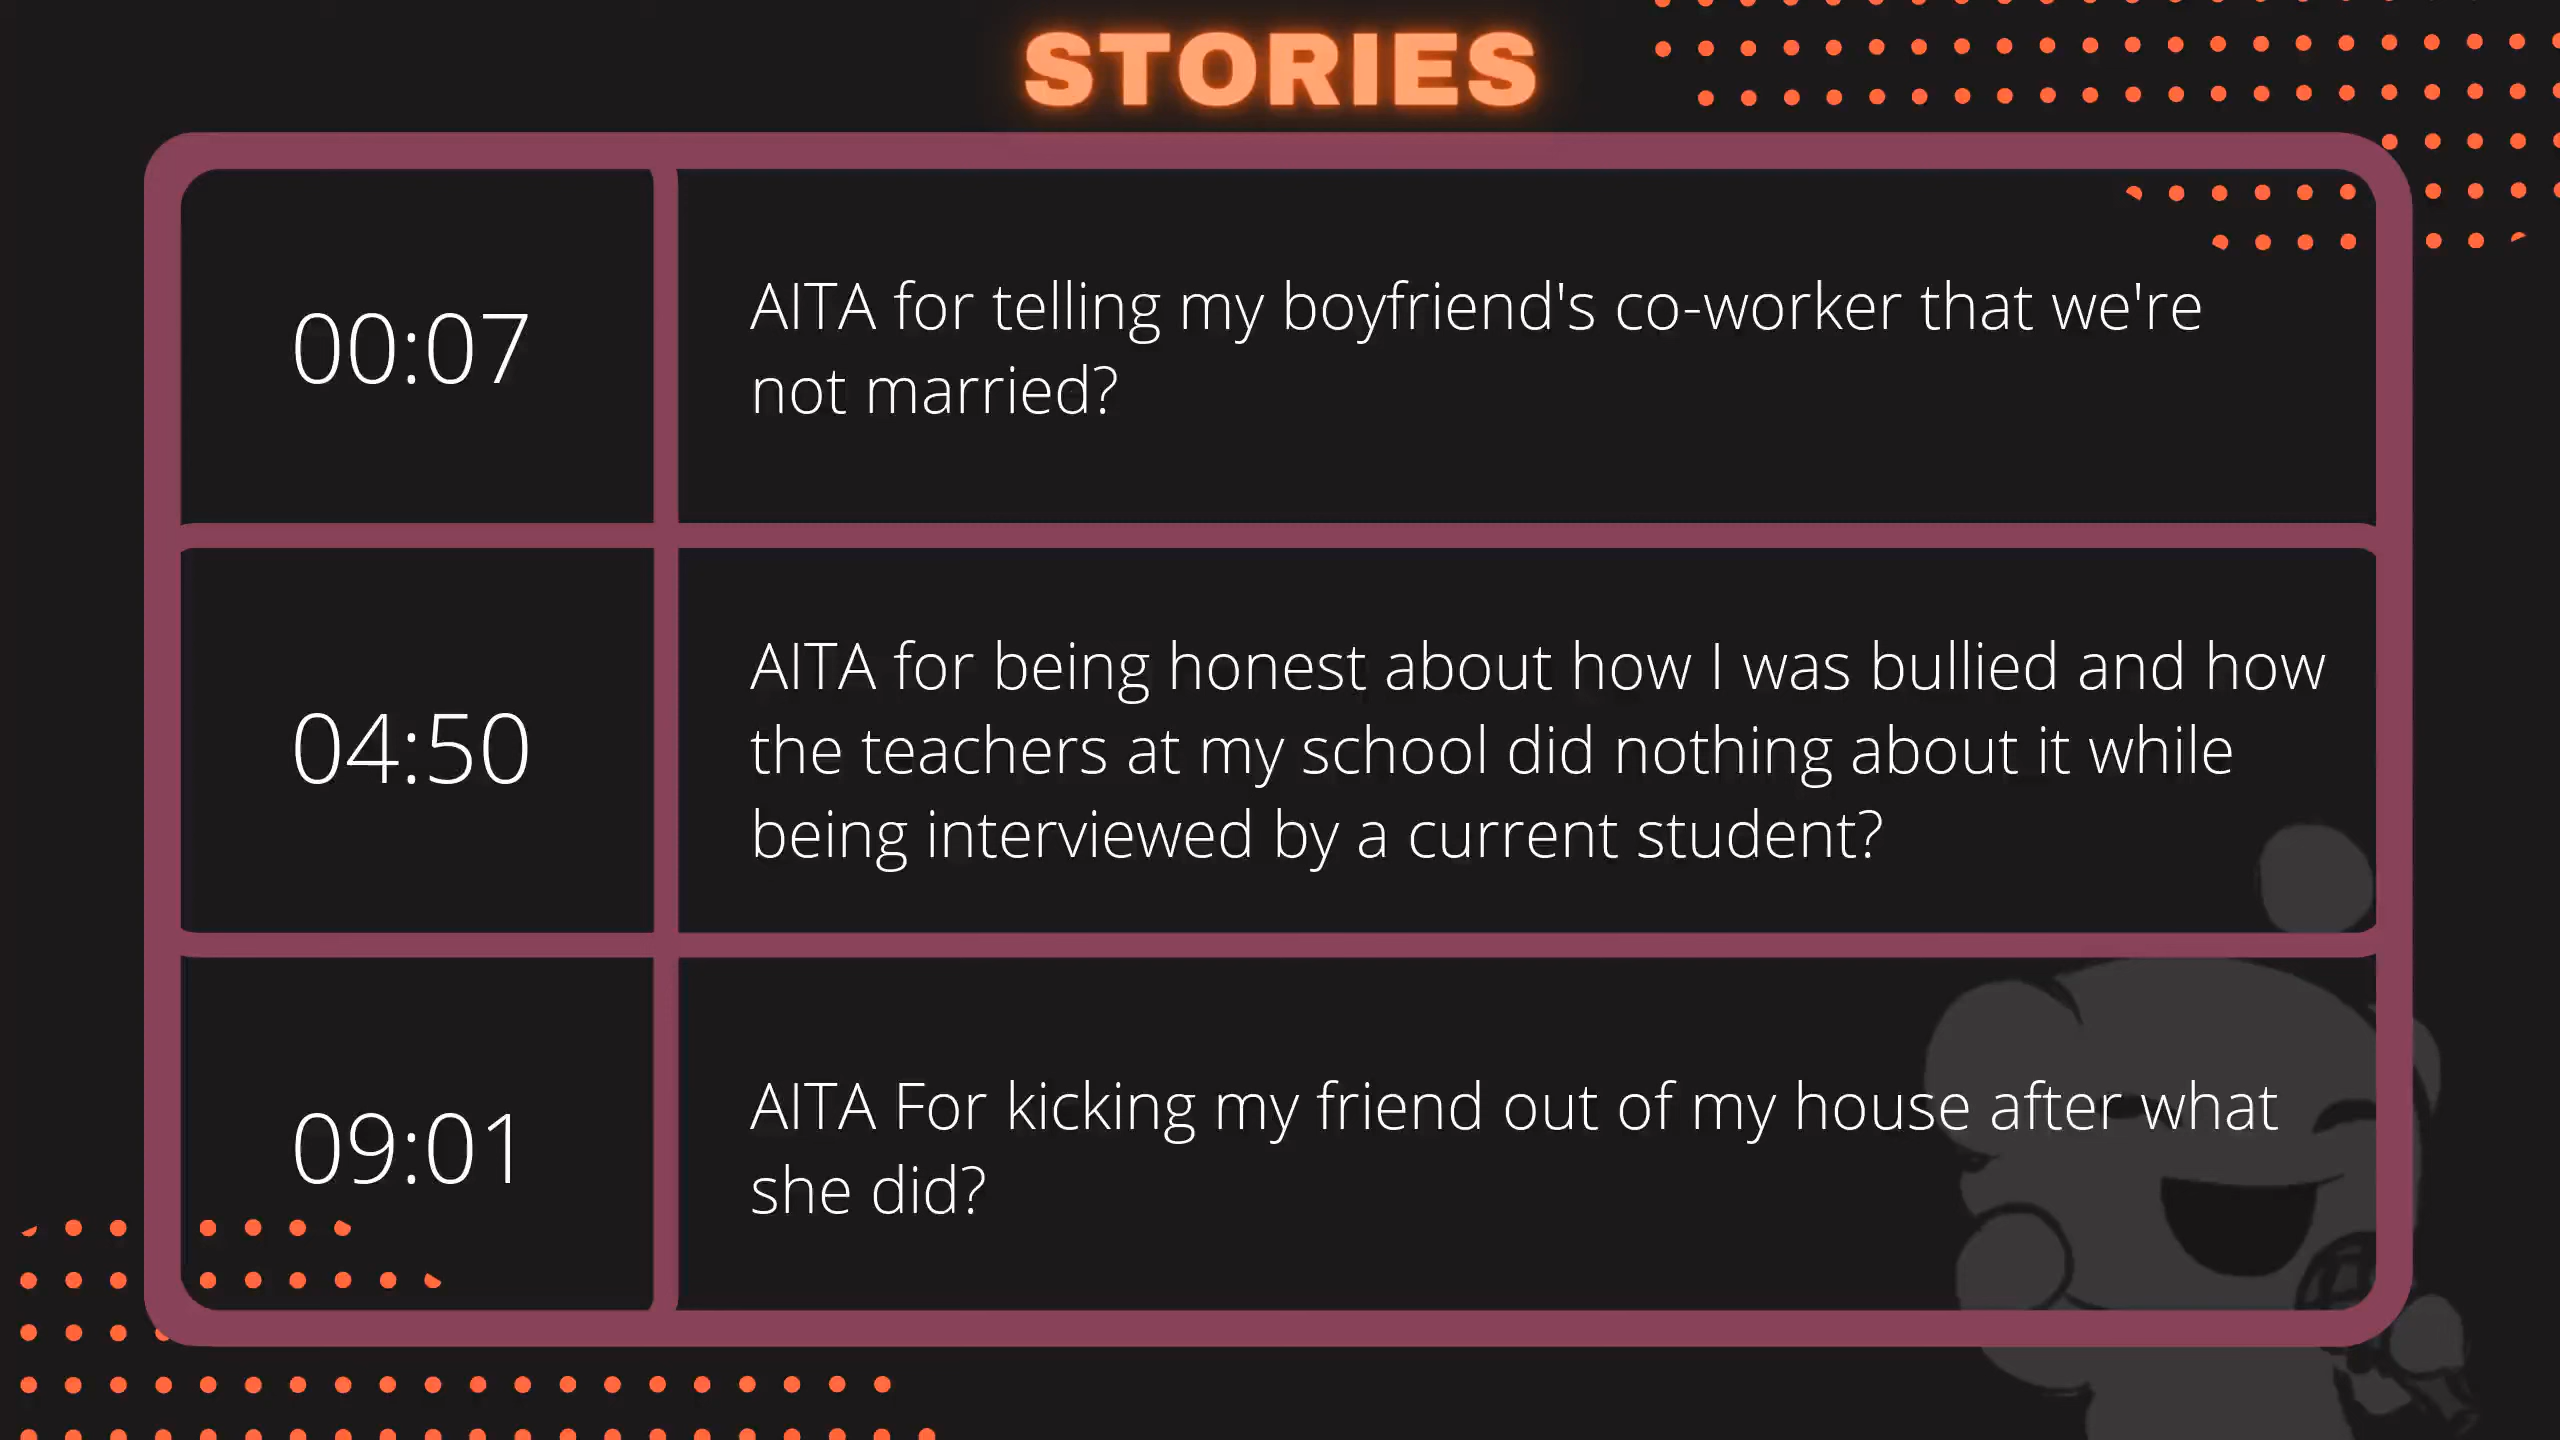 STORIES
00:07
AITA for telling my boyfriend's co-worker that we're
not married?
04:50
AITA for being honest about how I was bullied and how
the teachers at my school did nothing about it while
being interviewed by a current student?
09:01
AITA For kicking my friend out of my house after what
she did?